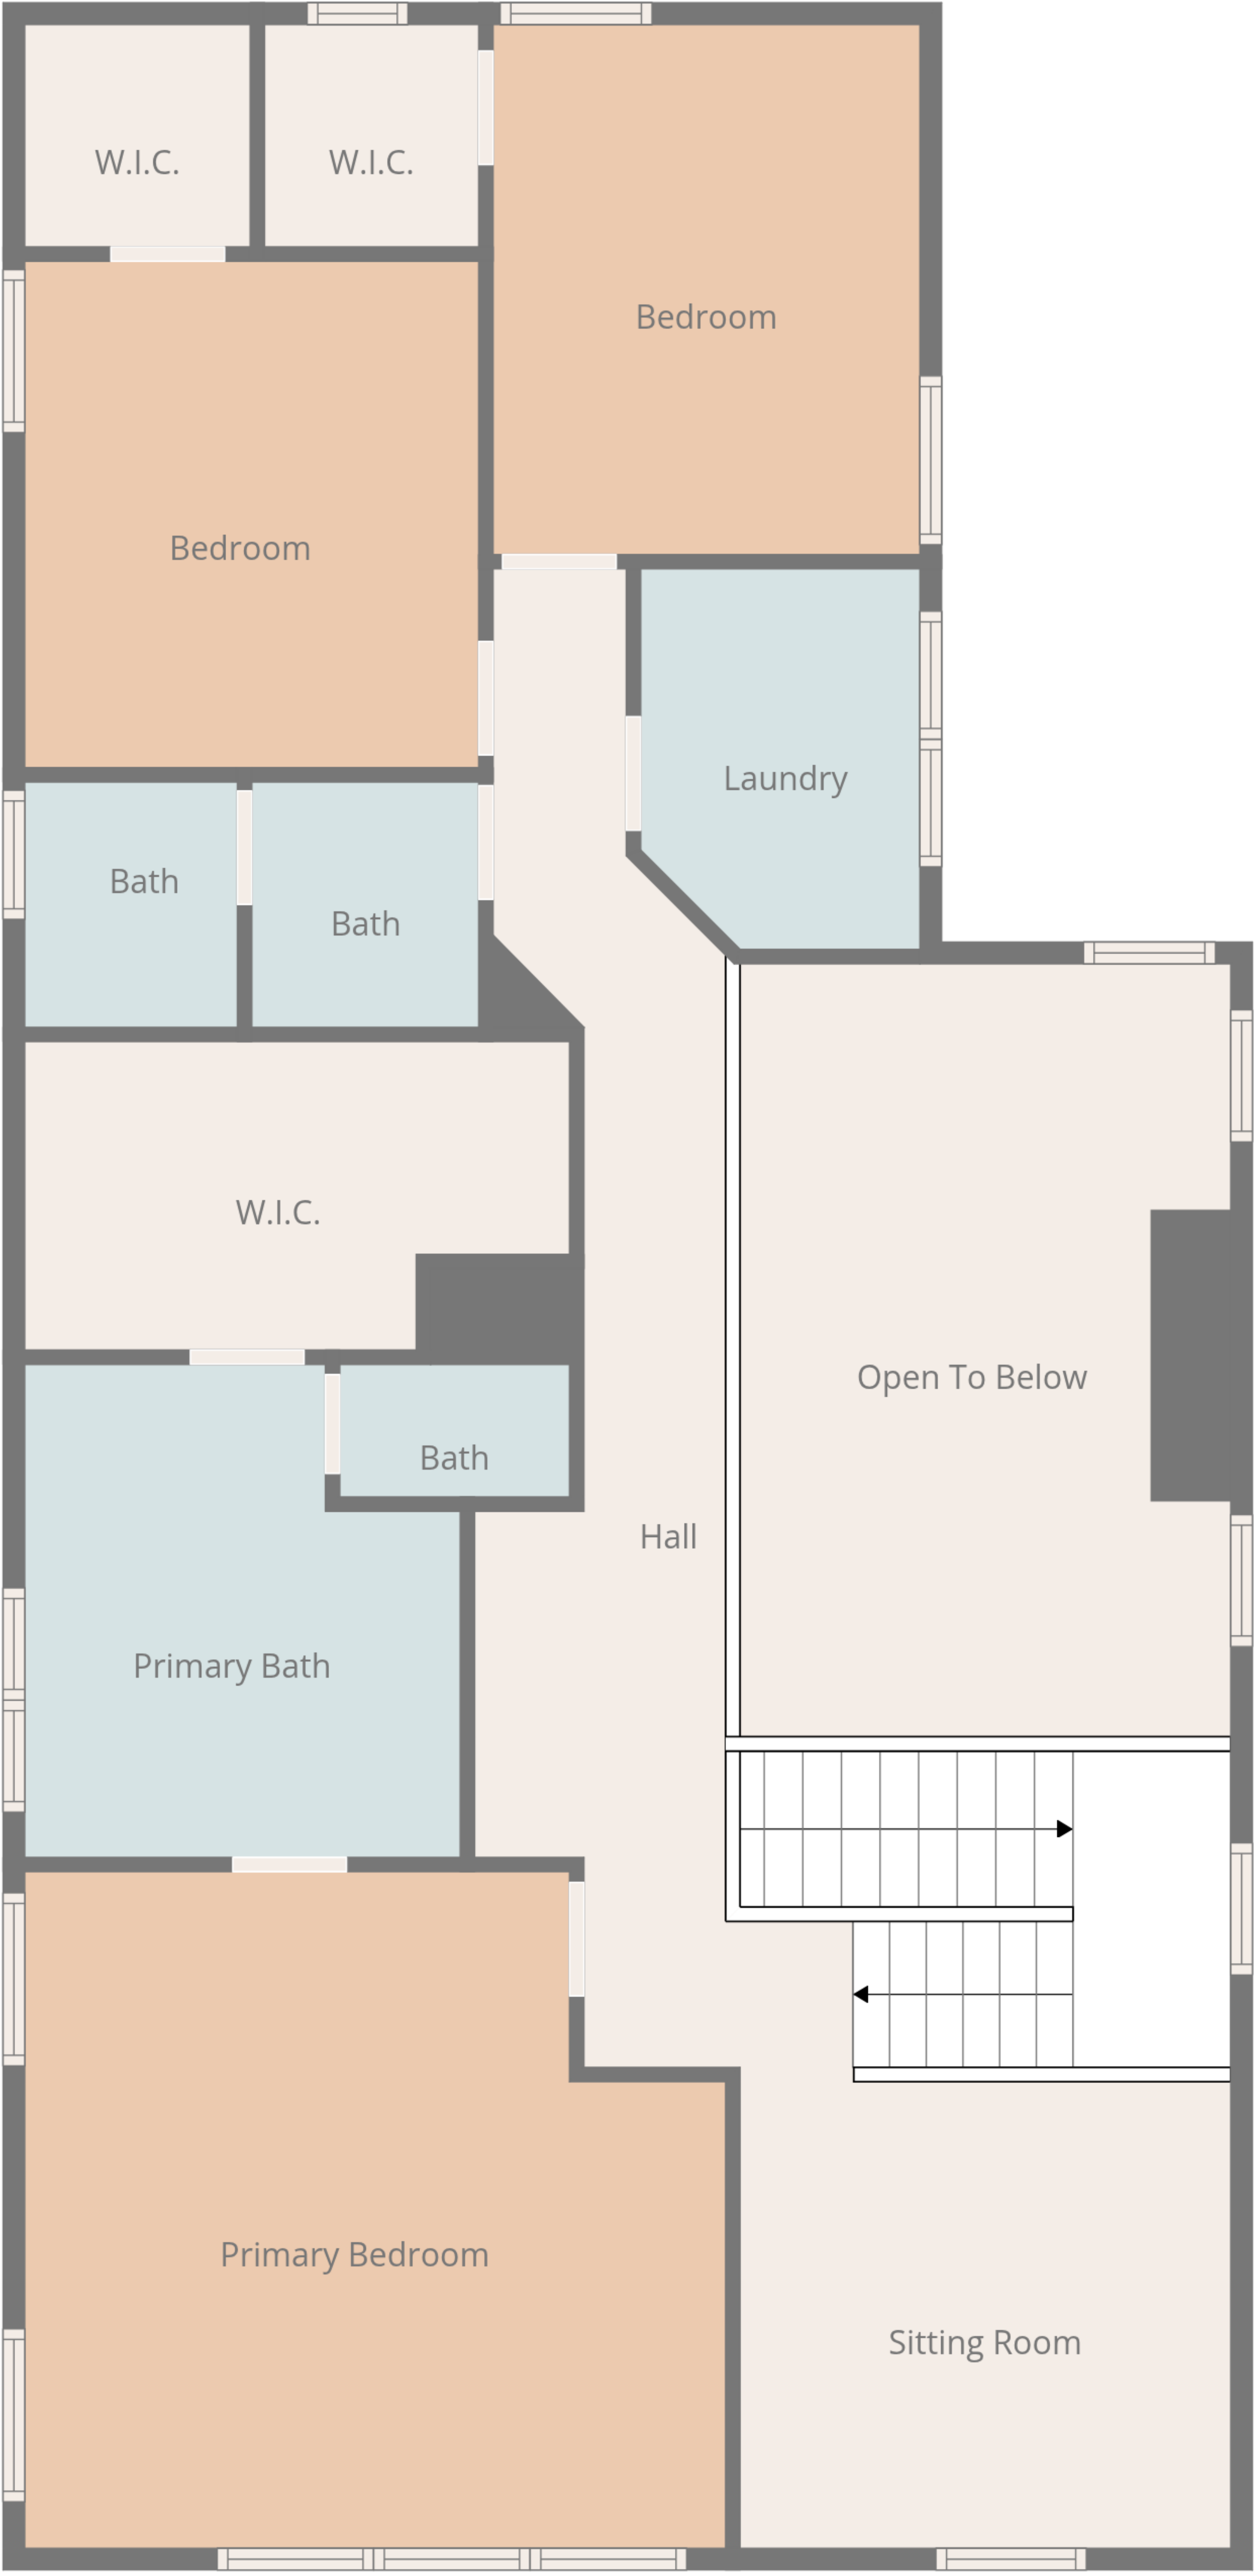 W.I.C.
W.I.C.
Bedroom
Bedroom
Laundry
Bath
Bath
W.I.C.
Open To Below
Bath
Hall
Primary Bath
Primary Bedroom
Sitting Room